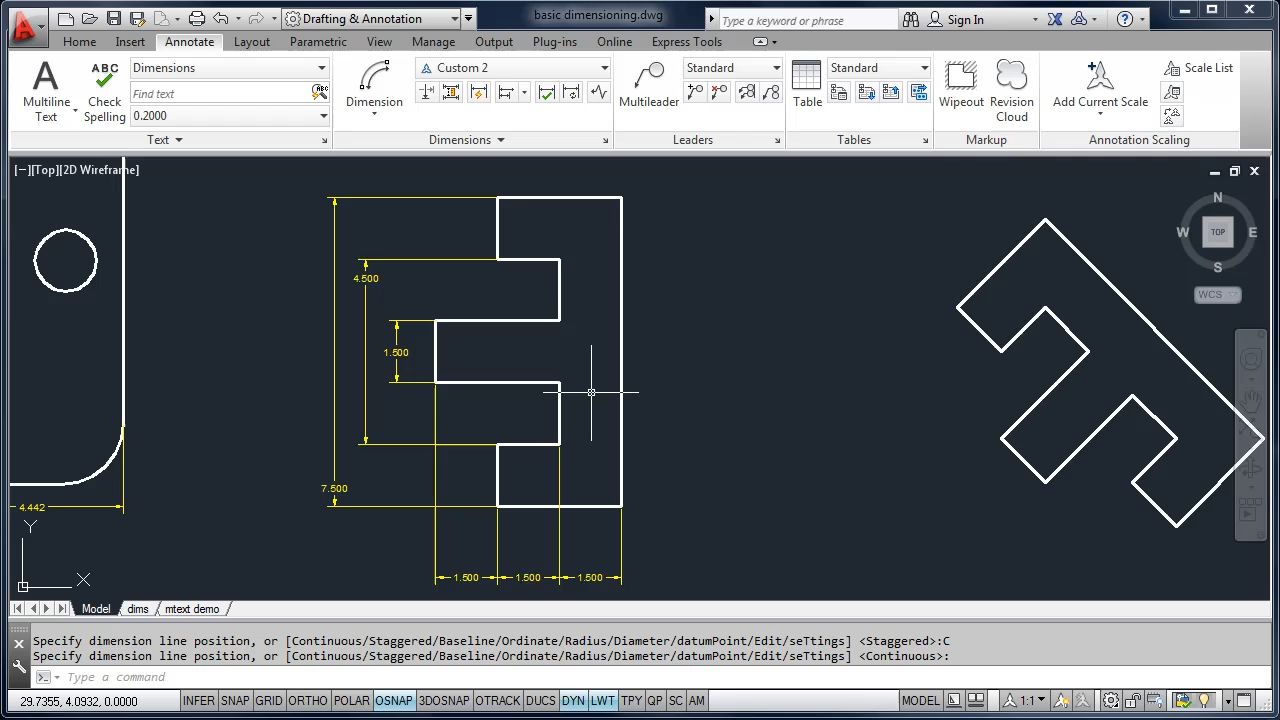 Drafting & Annotation
basic dimensioning.dwg
Type a keyword or phrase
Sign In
Home
Insert
Annotate
Layout
Parametric
View
Manage
Output
Plug-ins
Online
Express Tools
A
Multiline
Text
ABC
Check
Spelling
Dimensions
Find text
0.2000
Text
Dimension
Custom 2
Dimensions
Multileader
Standard
Leaders
Table
Standard
Tables
Wipeout
Revision
Cloud
Markup
Add Current Scale
Scale List
Annotation Scaling
[−][Top][2D Wireframe]
N
W
TOP
E
S
WCS
4.500
1.500
7.500
4.442
1.500
1.500
1.500
Y
X
Model
dims
mtext demo
Specify dimension line position, or [Continuous/Staggered/Baseline/Ordinate/Radius/Diameter/datumPoint/Edit/seTtings] <Staggered>:C
Specify dimension line position, or [Continuous/Staggered/Baseline/Ordinate/Radius/Diameter/datumPoint/Edit/seTtings] <Continuous>:
Type a command
29.7355, 4.0932, 0.0000
INFER
SNAP
GRID
ORTHO
POLAR
OSNAP
3DOSNAP
OTRACK
DUCS
DYN
LWT
TPY
QP
SC
AM
MODEL
1:1